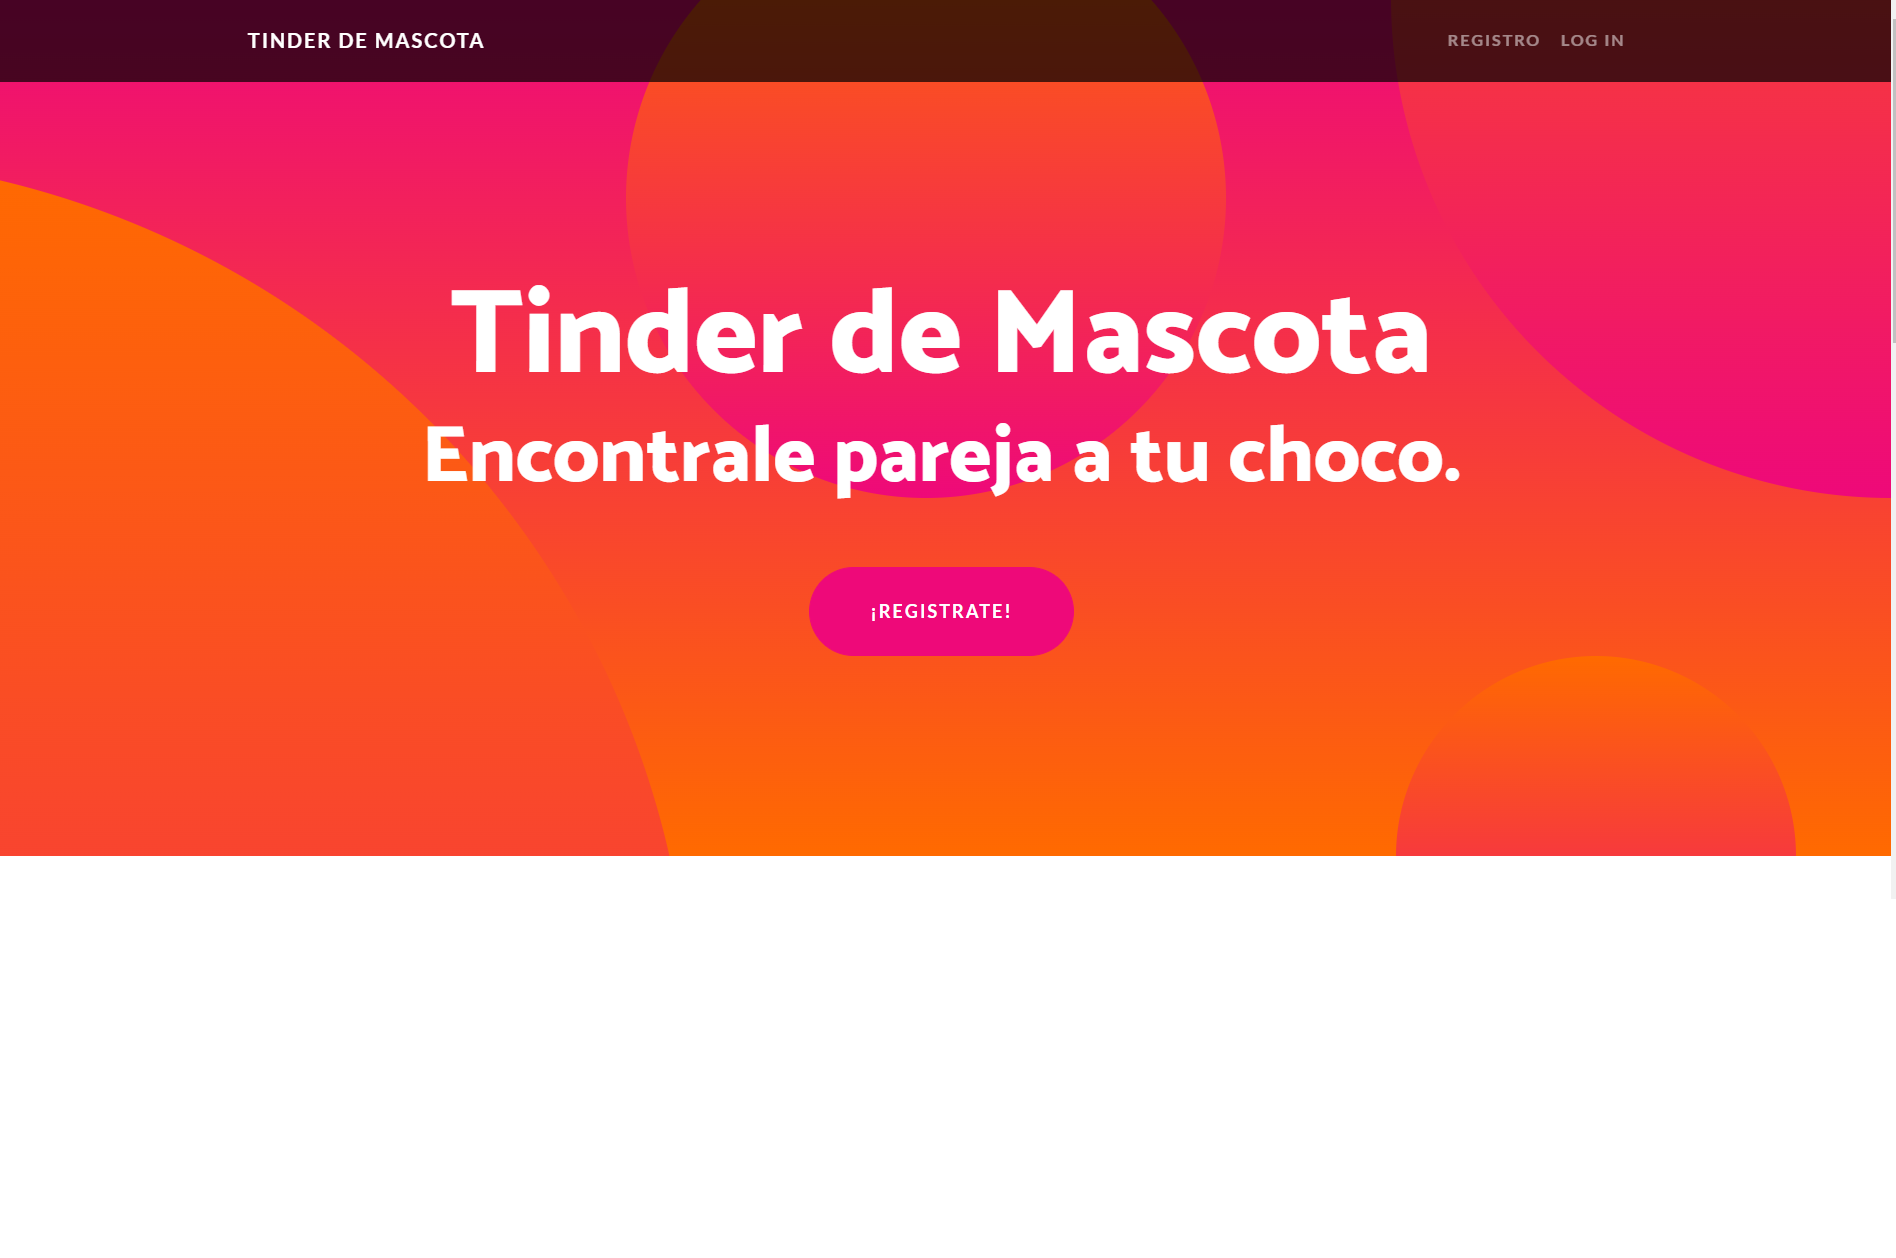 TINDER DE MASCOTA
REGISTRO LOG IN
Tinder de Mascota
Encontrale pareja a tu choco.
¡REGISTRATE!